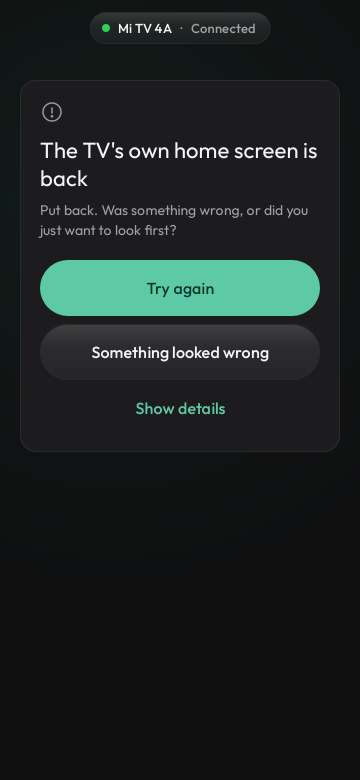 Mi TV 4A · Connected
The TV's own home screen is
back
Put back. Was something wrong, or did you
just want to look first?
Try again
Something looked wrong
Show details